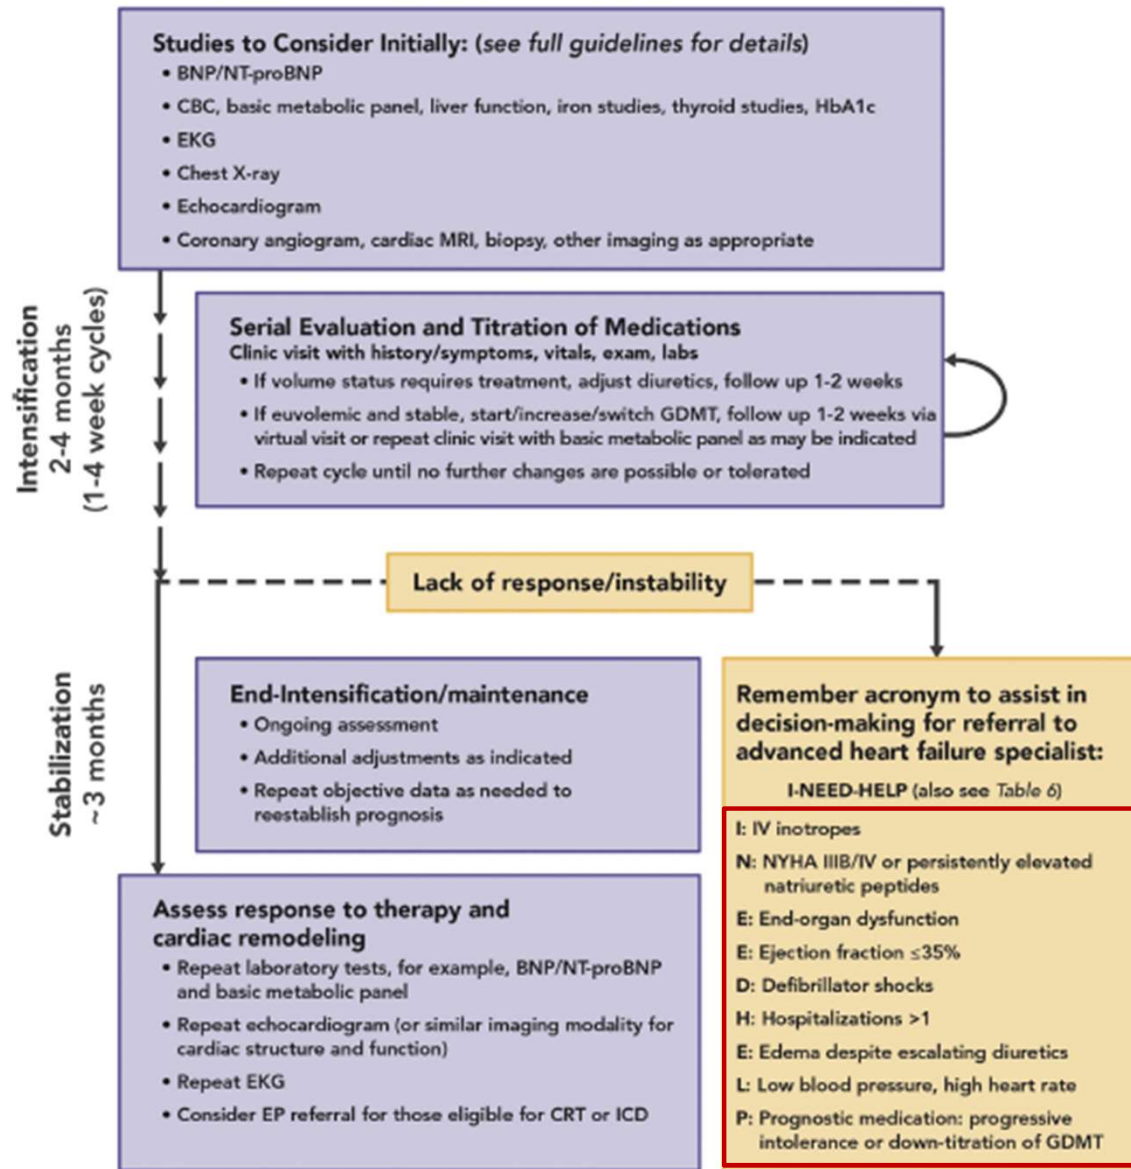 Studies to Consider Initially: (see full guidelines for details)
• BNP/NT-proBNP
• CBC, basic metabolic panel, liver function, iron studies, thyroid studies, HbA1c
• EKG
• Chest X-ray
• Echocardiogram
• Coronary angiogram, cardiac MRI, biopsy, other imaging as appropriate
Intensification
2-4 months
(1-4 week cycles)
Serial Evaluation and Titration of Medications
Clinic visit with history/symptoms, vitals, exam, labs
• If volume status requires treatment, adjust diuretics, follow up 1-2 weeks
• If euvolemic and stable, start/increase/switch GDMT, follow up 1-2 weeks via
virtual visit or repeat clinic visit with basic metabolic panel as may be indicated
• Repeat cycle until no further changes are possible or tolerated
Lack of response/instability
Stabilization
~3 months
End-Intensification/maintenance
• Ongoing assessment
• Additional adjustments as indicated
• Repeat objective data as needed to
reestablish prognosis
Assess response to therapy and
cardiac remodeling
• Repeat laboratory tests, for example, BNP/NT-proBNP
and basic metabolic panel
• Repeat echocardiogram (or similar imaging modality for
cardiac structure and function)
• Repeat EKG
• Consider EP referral for those eligible for CRT or ICD
Remember acronym to assist in
decision-making for referral to
advanced heart failure specialist:
I-NEED-HELP (also see Table 6)
I: IV inotropes
N: NYHA IIIB/IV or persistently elevated
natriuretic peptides
E: End-organ dysfunction
E: Ejection fraction ≤35%
D: Defibrillator shocks
H: Hospitalizations >1
E: Edema despite escalating diuretics
L: Low blood pressure, high heart rate
P: Prognostic medication: progressive
intolerance or down-titration of GDMT